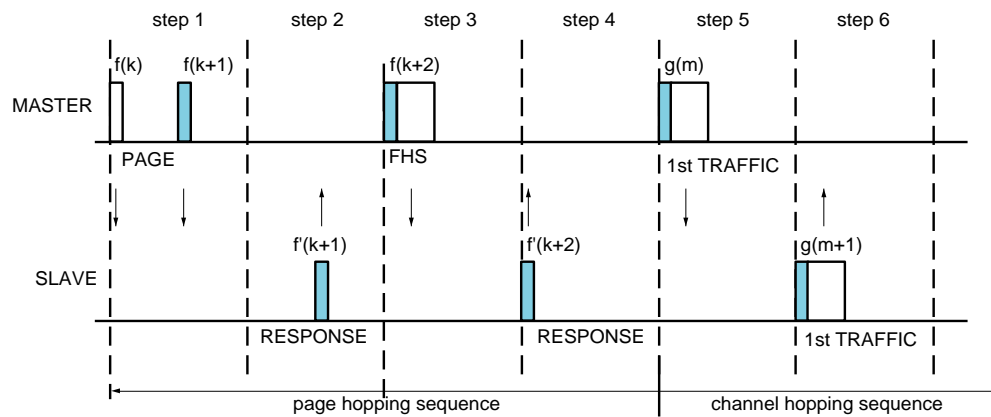 step 1 step 2 step 3 step 4 step 5 step 6
f(k) f(k+1) f(k+2) g(m)
MASTER
PAGE FHS 1st TRAFFIC
f'(k+1) f'(k+2) g(m+1)
SLAVE
RESPONSE RESPONSE 1st TRAFFIC
page hopping sequence channel hopping sequence